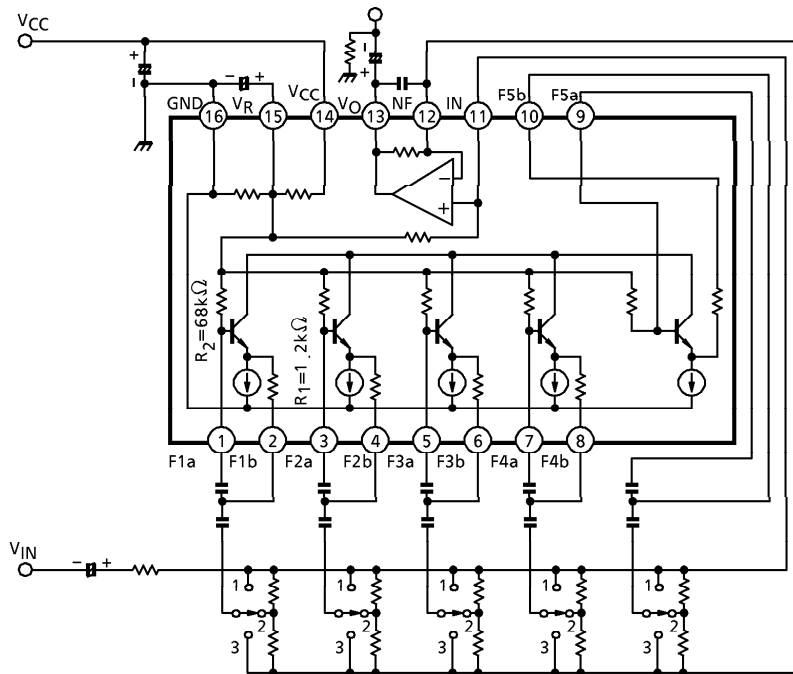 VCC
GND VR VCC VO NF IN F5b F5a
16 15 14 13 12 11 10 9
R2=68kΩ
R1=1.2kΩ
1 2 3 4 5 6 7 8
F1a F1b F2a F2b F3a F3b F4a F4b
VIN
1 1 1 1 1
2 2 2 2 2
3 3 3 3 3